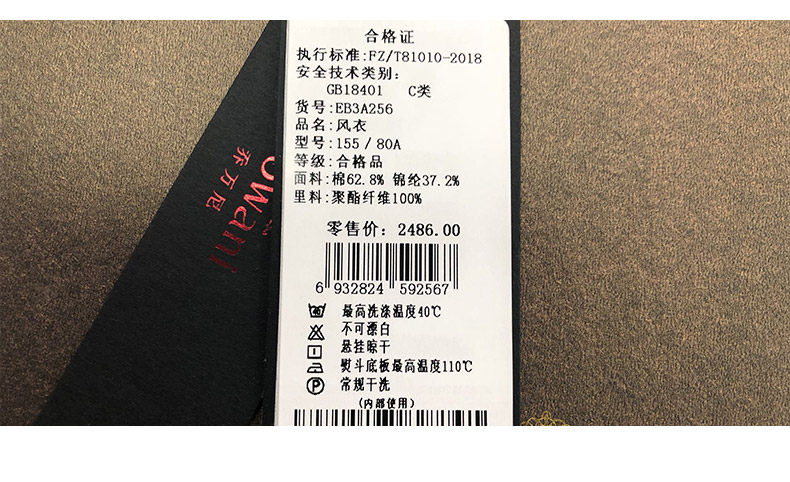 合格证
执行标准:FZ/T81010-2018
安全技术类别:
GB18401 C类
货号:EB3A256
品名:风衣
型号:155/80A
等级:合格品
面料:棉62.8% 锦纶37.2%
里料:聚酯纤维100%
零售价:2486.00
6 932824 592567
最高洗涤温度40℃
不可漂白
悬挂晾干
熨斗底板最高温度110℃
P 常规干洗
(内部使用)
乔万尼
owani